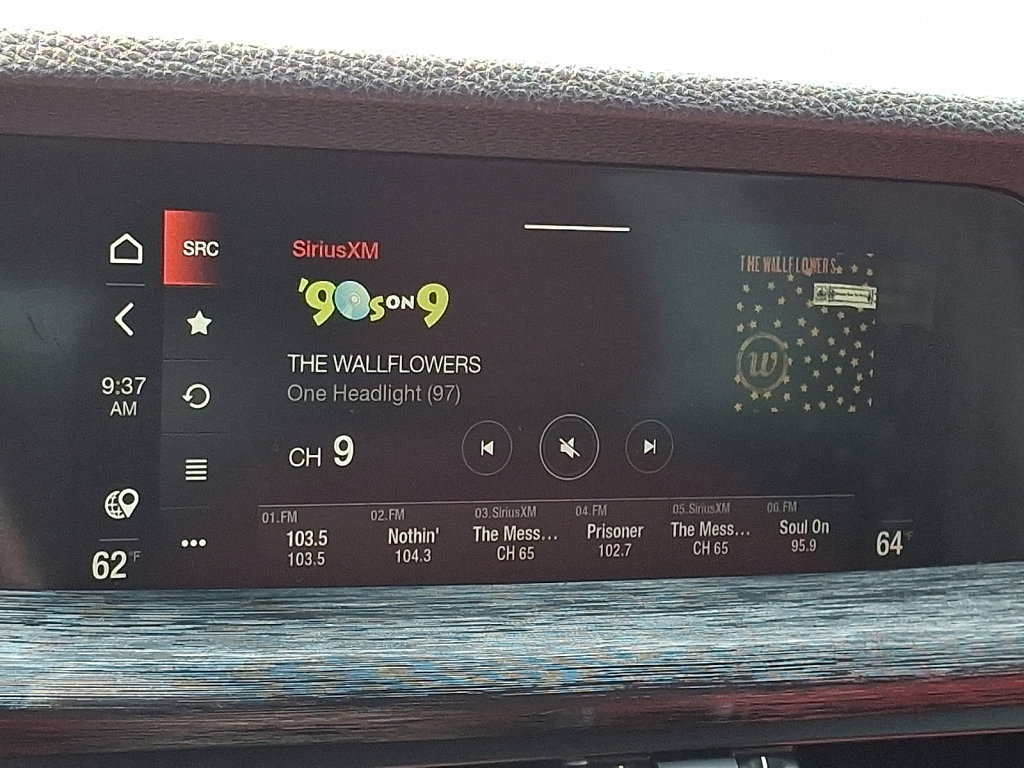 SRC
SiriusXM
'90s ON 9
THE WALLFLOWERS
THE WALLFLOWERS
One Headlight (97)
w
9:37
AM
CH 9
01.FM
103.5
103.5
02.FM
Nothin'
104.3
03.SiriusXM
The Mess...
CH 65
04.FM
Prisoner
102.7
05.SiriusXM
The Mess...
CH 65
06.FM
Soul On
95.9
62°F
64°F